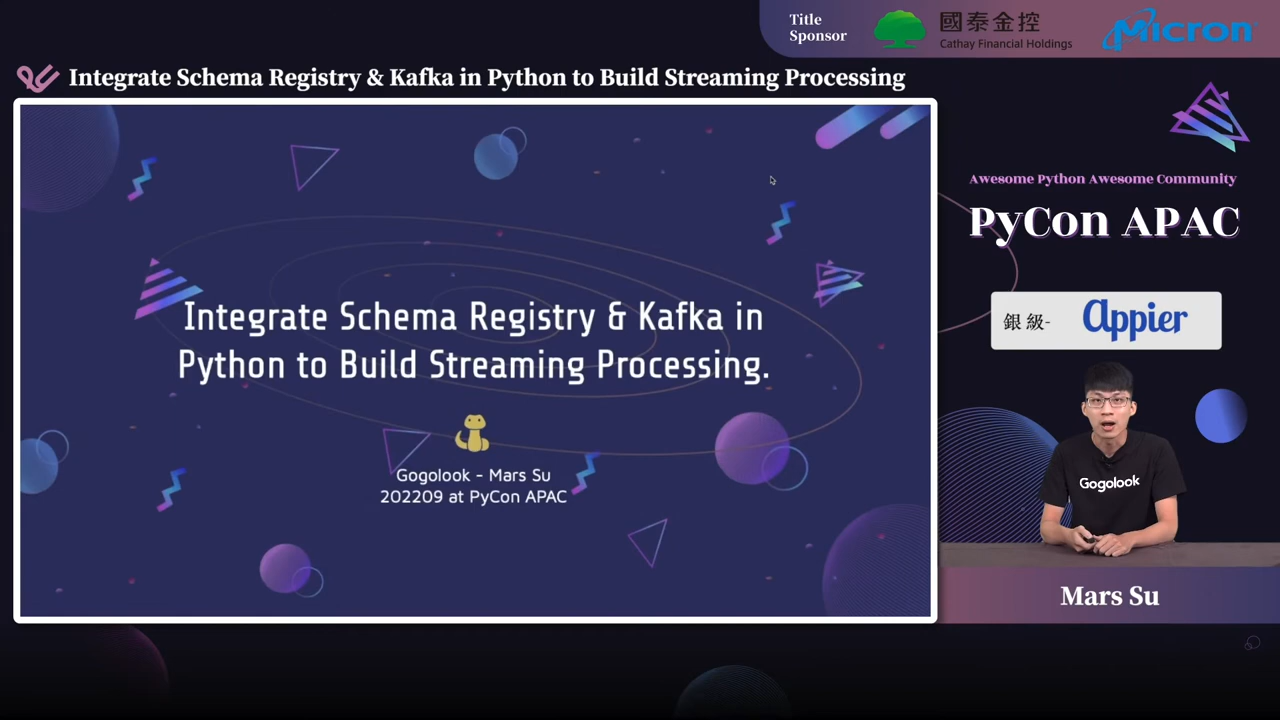 Title
Sponsor
國泰金控
Cathay Financial Holdings
Micron
Integrate Schema Registry & Kafka in Python to Build Streaming Processing
Integrate Schema Registry & Kafka in
Python to Build Streaming Processing.
Gogolook - Mars Su
202209 at PyCon APAC
Awesome Python Awesome Community
PyCon APAC
銀級- Appier
Gogolook
Mars Su